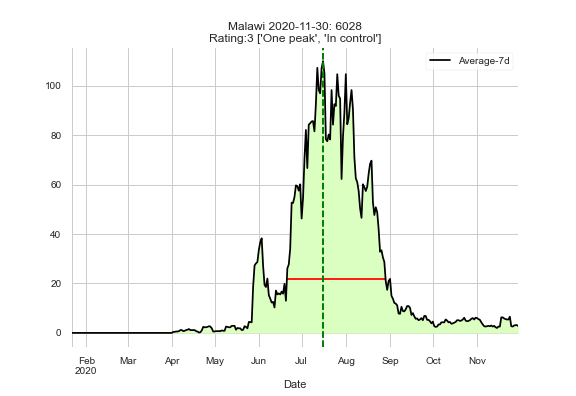 Malawi 2020-11-30: 6028
Rating:3 ['One peak', 'In control']
Average-7d
100
80
60
40
20
0
Feb Mar Apr May Jun Jul Aug Sep Oct Nov
2020
Date